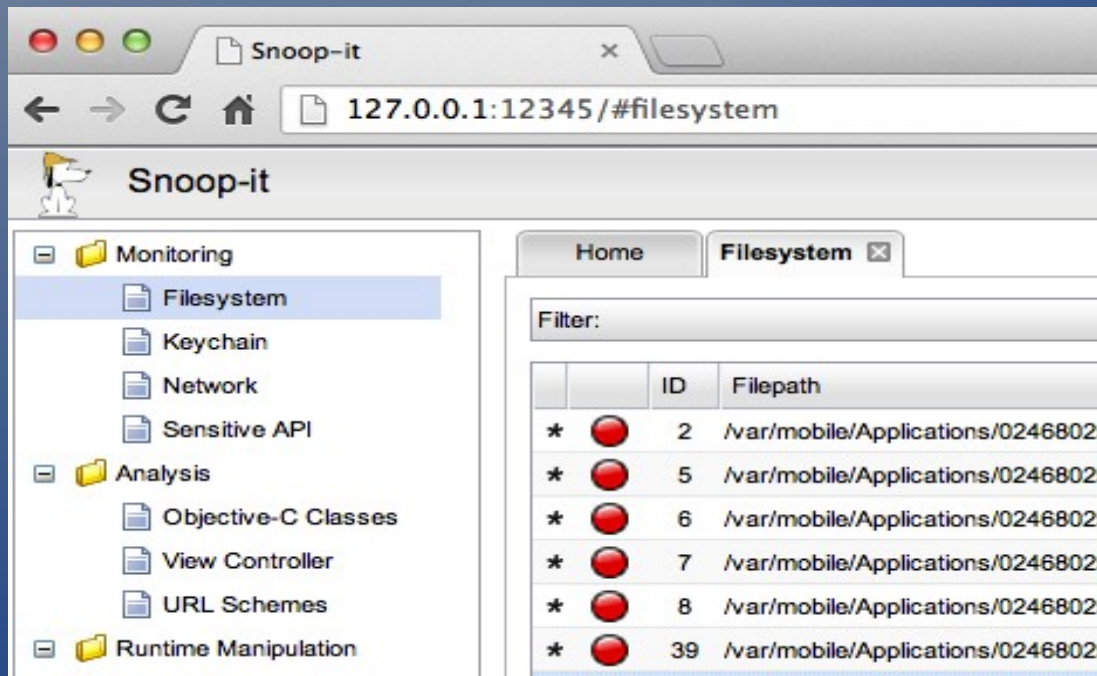 Snoop-it
127.0.0.1:12345/#filesystem
Snoop-it
Monitoring
Filesystem
Keychain
Network
Sensitive API
Analysis
Objective-C Classes
View Controller
URL Schemes
Runtime Manipulation
Home
Filesystem
Filter:
ID Filepath
* 2 /var/mobile/Applications/0246802
* 5 /var/mobile/Applications/0246802
* 6 /var/mobile/Applications/0246802
* 7 /var/mobile/Applications/0246802
* 8 /var/mobile/Applications/0246802
* 39 /var/mobile/Applications/0246802